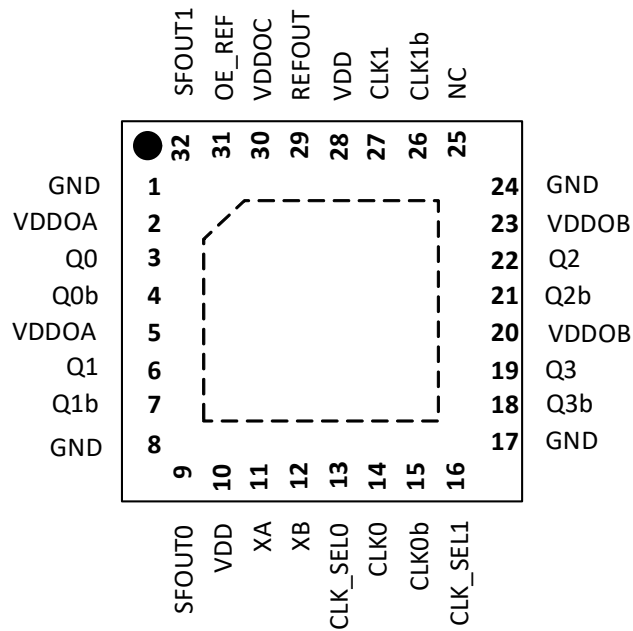 SFOUT1 OE_REF VDDOC REFOUT VDD CLK1 CLK1b NC
32 31 30 29 28 27 26 25
GND 1 24 GND
VDDOA 2 23 VDDOB
Q0 3 22 Q2
Q0b 4 21 Q2b
VDDOA 5 20 VDDOB
Q1 6 19 Q3
Q1b 7 18 Q3b
GND 8 17 GND
9 10 11 12 13 14 15 16
SFOUT0 VDD XA XB CLK_SEL0 CLK0 CLK0b CLK_SEL1